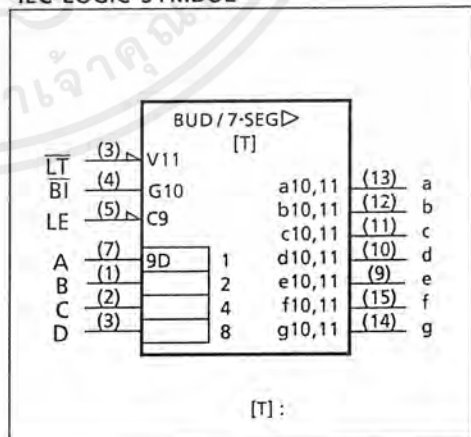 IEC LOGIC SYMBOL
BUD / 7-SEG▷
[T]
LT (3) V11
BI (4) G10
LE (5) C9
A (7) 9D 1
B (1) 2
C (2) 4
D (3) 8
a10,11 (13) a
b10,11 (12) b
c10,11 (11) c
d10,11 (10) d
e10,11 (9) e
f10,11 (15) f
g10,11 (14) g
[T] :